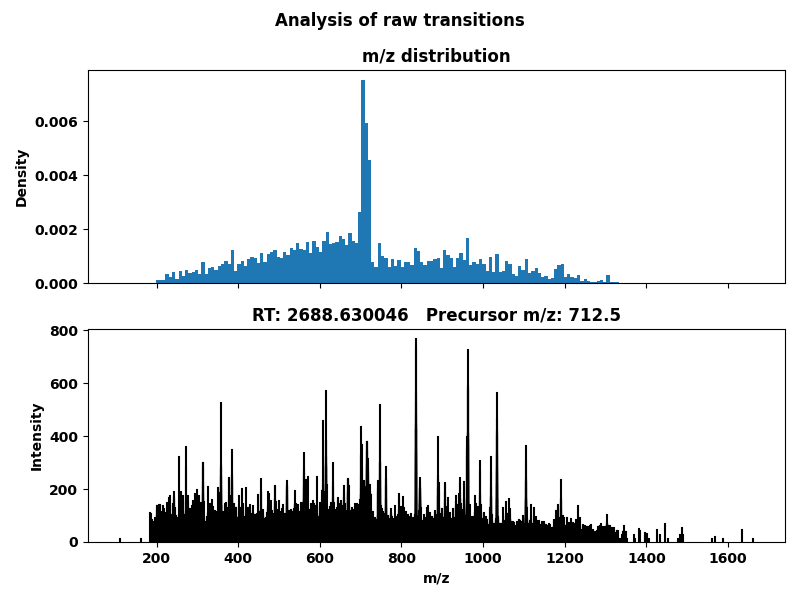 Analysis of raw transitions
m/z distribution
Density
0.006
0.004
0.002
0.000
RT: 2688.630046   Precursor m/z: 712.5
Intensity
800
600
400
200
0
200 400 600 800 1000 1200 1400 1600
m/z